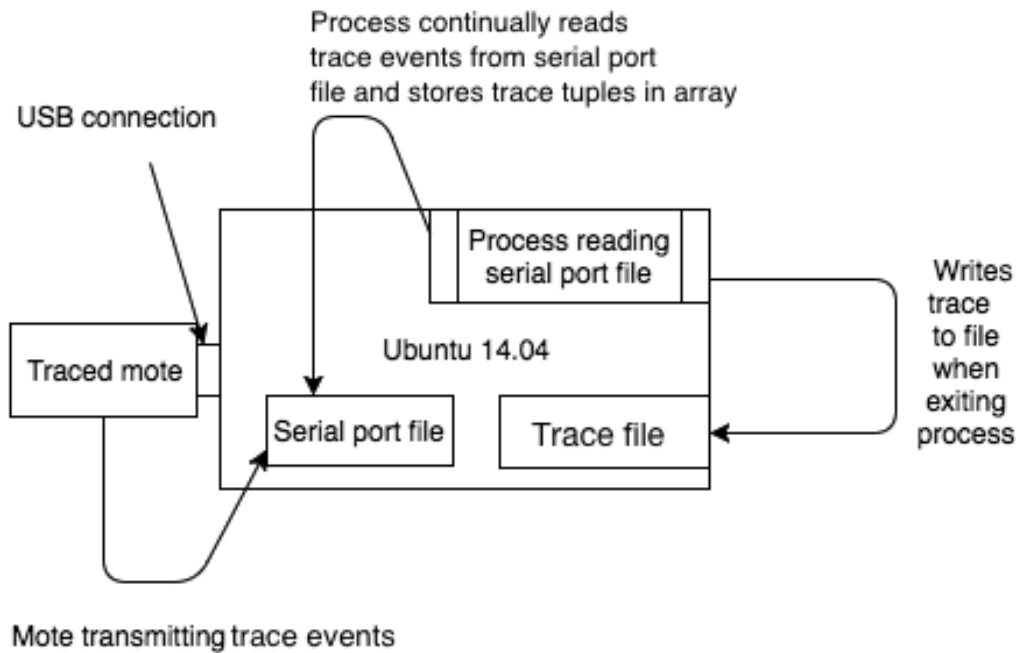 Process continually reads
trace events from serial port
file and stores trace tuples in array
USB connection
Process reading
serial port file
Writes
trace
to file
when
exiting
process
Ubuntu 14.04
Traced mote
Serial port file
Trace file
Mote transmitting trace events